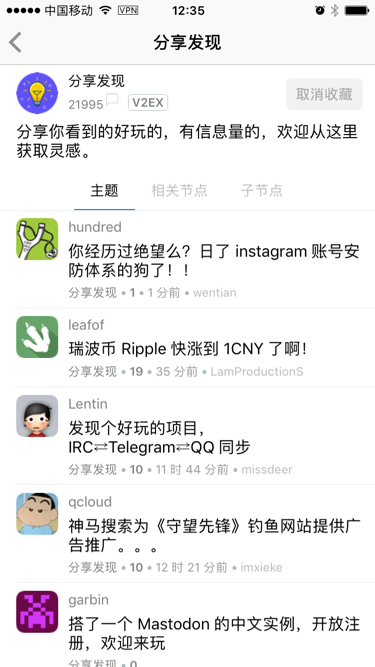 中国移动 VPN 12:35
分享发现
分享发现
21995 V2EX
取消收藏
分享你看到的好玩的，有信息量的，欢迎从这里
获取灵感。
主题 相关节点 子节点
hundred
你经历过绝望么？日了 instagram 账号安
防体系的狗了！！
分享发现 • 1 • 1 分前 • wentian
leafof
瑞波币 Ripple 快涨到 1CNY 了啊！
分享发现 • 19 • 35 分前 • LamProductionS
Lentin
发现个好玩的项目，
IRC⇄Telegram⇄QQ 同步
分享发现 • 10 • 11 时 44 分前 • missdeer
qcloud
神马搜索为《守望先锋》钓鱼网站提供广
告推广。。。
分享发现 • 10 • 12 时 21 分前 • imxieke
garbin
搭了一个 Mastodon 的中文实例，开放注
册，欢迎来玩
分享发现 • 0